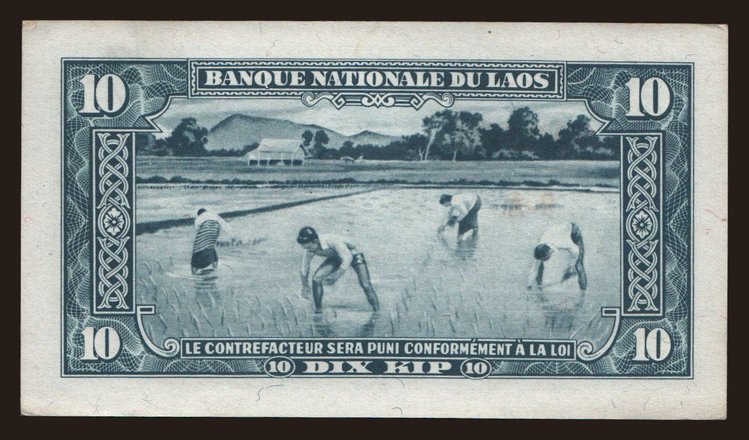 10 BANQUE NATIONALE DU LAOS 10
10 LE CONTREFACTEUR SERA PUNI CONFORMÉMENT À LA LOI 10
10 DIX KIP 10